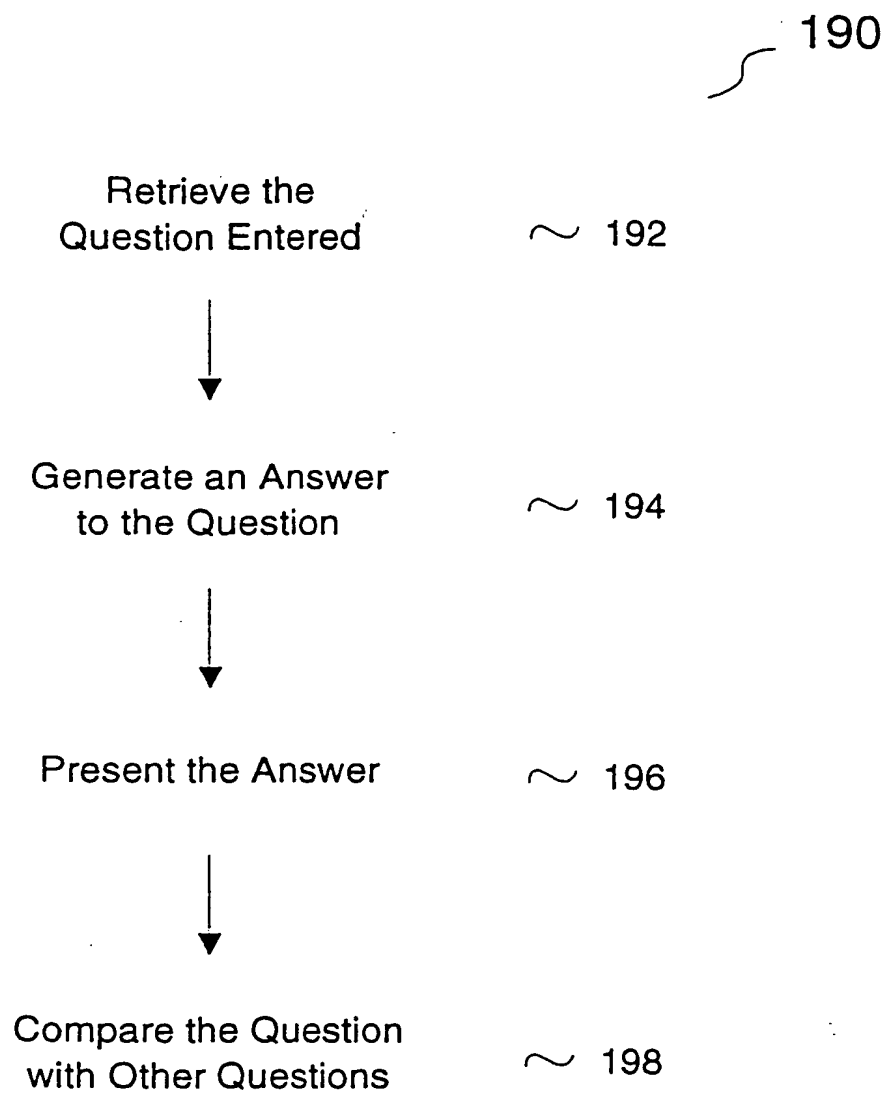 190
Retrieve the
Question Entered
192
Generate an Answer
to the Question
194
Present the Answer
196
Compare the Question
with Other Questions
198